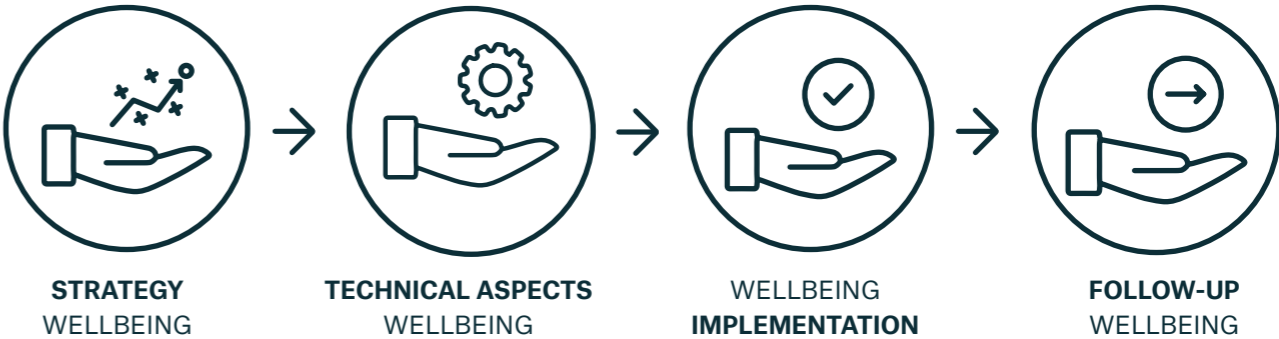 STRATEGY
WELLBEING
TECHNICAL ASPECTS
WELLBEING
WELLBEING
IMPLEMENTATION
FOLLOW-UP
WELLBEING